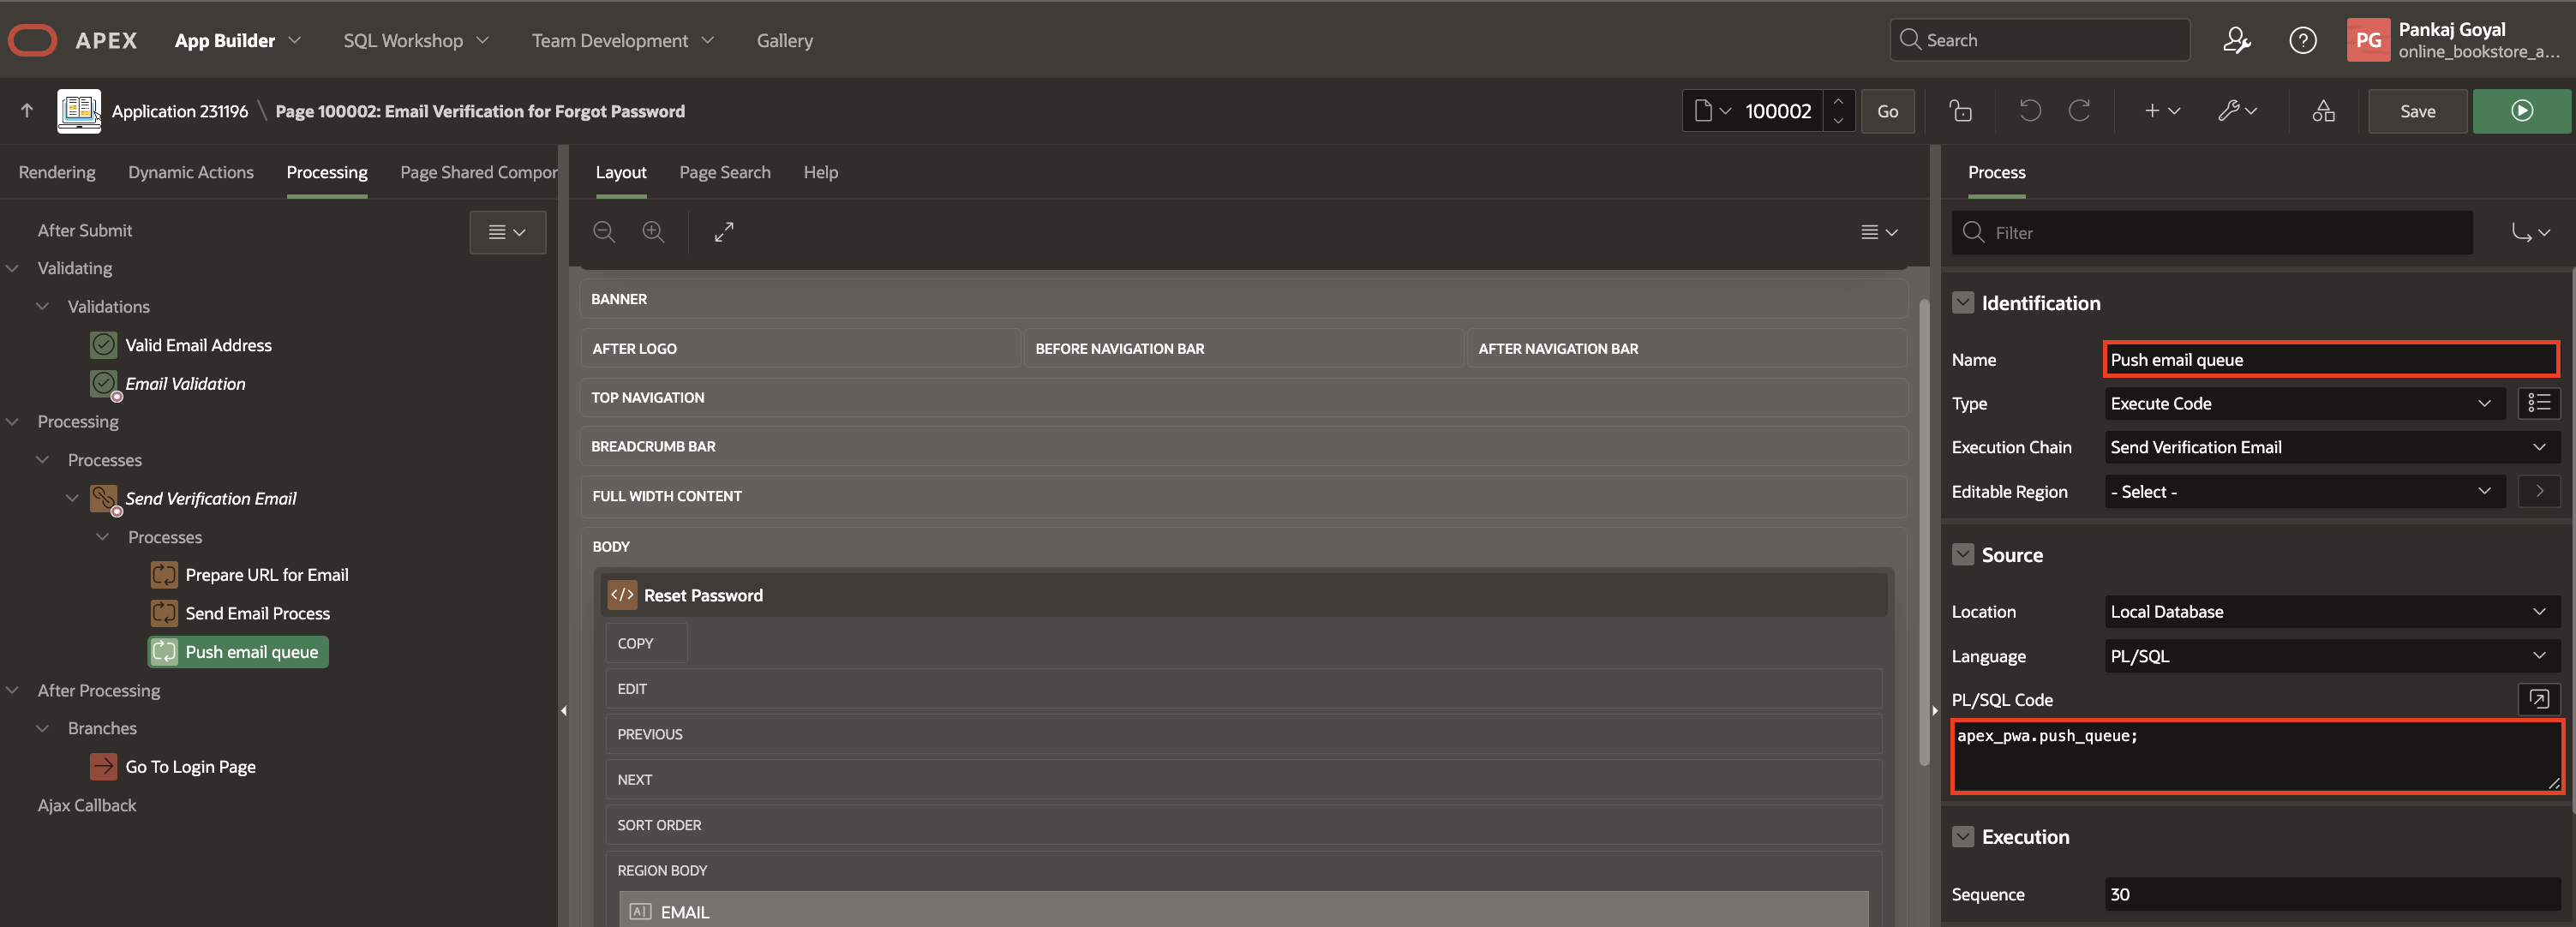 APEX
App Builder
SQL Workshop
Team Development
Gallery
Search
PG
Pankaj Goyal
online_bookstore_a...
Application 231196 \ Page 100002: Email Verification for Forgot Password
100002
Go
Save
Rendering
Dynamic Actions
Processing
Page Shared Compor
After Submit
Validating
Validations
Valid Email Address
Email Validation
Processing
Processes
Send Verification Email
Processes
Prepare URL for Email
Send Email Process
Push email queue
After Processing
Branches
Go To Login Page
Ajax Callback
Layout
Page Search
Help
BANNER
AFTER LOGO
BEFORE NAVIGATION BAR
AFTER NAVIGATION BAR
TOP NAVIGATION
BREADCRUMB BAR
FULL WIDTH CONTENT
BODY
</> Reset Password
COPY
EDIT
PREVIOUS
NEXT
SORT ORDER
REGION BODY
A| EMAIL
Process
Filter
Identification
Name Push email queue
Type Execute Code
Execution Chain Send Verification Email
Editable Region - Select -
Source
Location Local Database
Language PL/SQL
PL/SQL Code
apex_pwa.push_queue;
Execution
Sequence 30